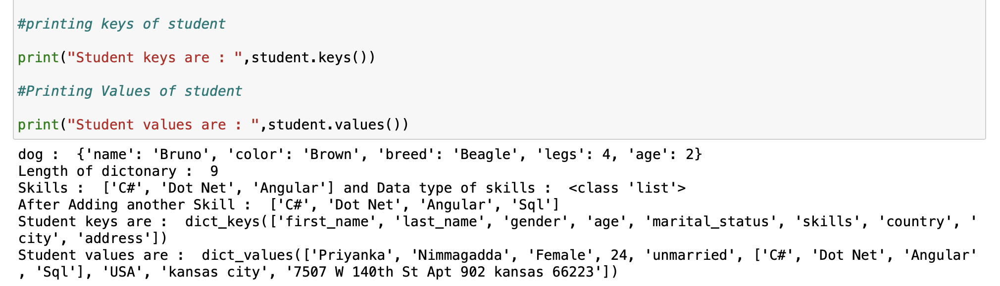 #printing keys of student
print("Student keys are : ",student.keys())
#Printing Values of student
print("Student values are : ",student.values())
dog :  {'name': 'Bruno', 'color': 'Brown', 'breed': 'Beagle', 'legs': 4, 'age': 2}
Length of dictonary :  9
Skills :  ['C#', 'Dot Net', 'Angular'] and Data type of skills :  <class 'list'>
After Adding another Skill :  ['C#', 'Dot Net', 'Angular', 'Sql']
Student keys are :  dict_keys(['first_name', 'last_name', 'gender', 'age', 'marital_status', 'skills', 'country', '
city', 'address'])
Student values are :  dict_values(['Priyanka', 'Nimmagadda', 'Female', 24, 'unmarried', ['C#', 'Dot Net', 'Angular'
, 'Sql'], 'USA', 'kansas city', '7507 W 140th St Apt 902 kansas 66223'])